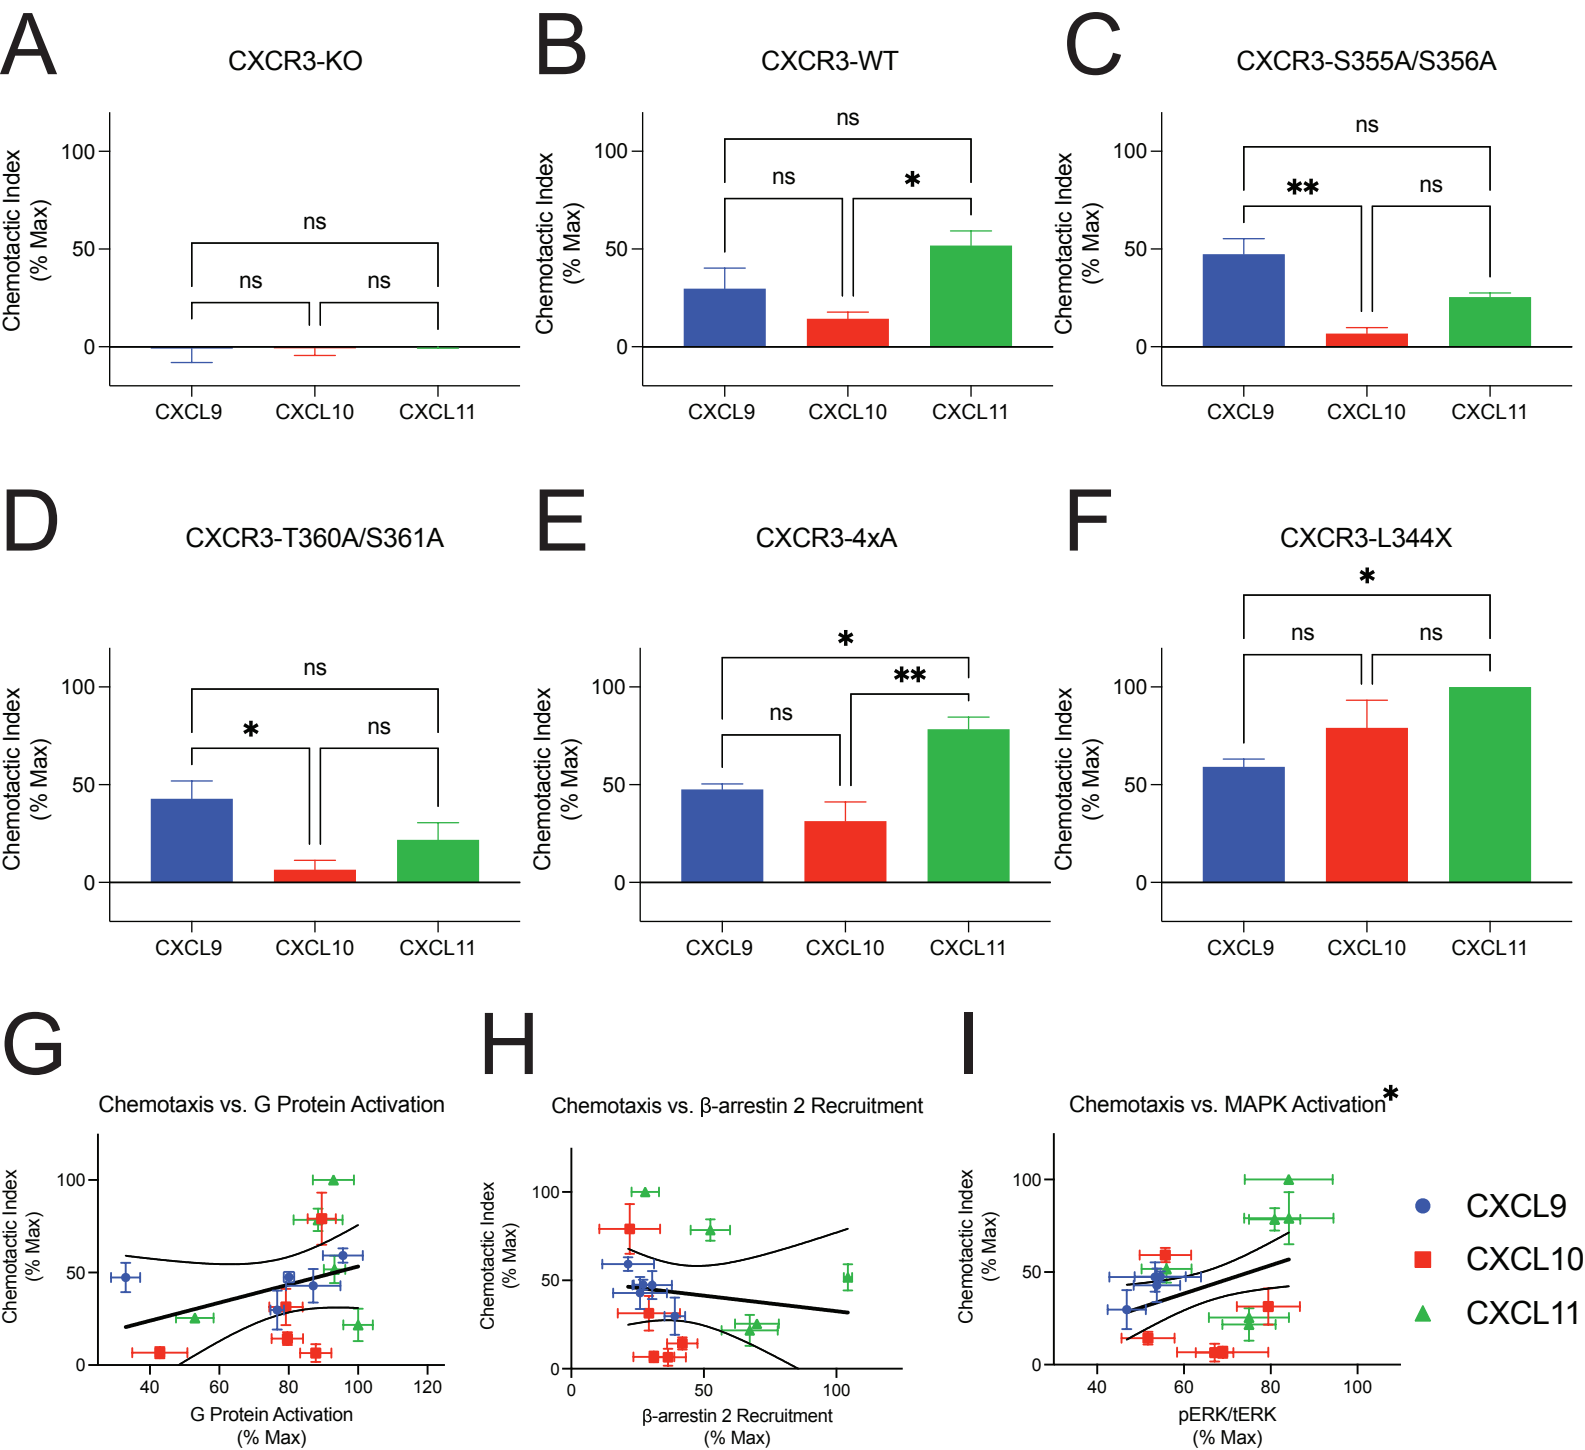 A
CXCR3-KO
Chemotactic Index
(% Max)
100
50
0
ns
ns
ns
CXCL9
CXCL10
CXCL11
B
CXCR3-WT
Chemotactic Index
(% Max)
100
50
0
ns
ns
*
CXCL9
CXCL10
CXCL11
C
CXCR3-S355A/S356A
Chemotactic Index
(% Max)
100
50
0
ns
**
ns
CXCL9
CXCL10
CXCL11
D
CXCR3-T360A/S361A
Chemotactic Index
(% Max)
100
50
0
ns
*
ns
CXCL9
CXCL10
CXCL11
E
CXCR3-4xA
Chemotactic Index
(% Max)
100
50
0
*
**
ns
CXCL9
CXCL10
CXCL11
F
CXCR3-L344X
Chemotactic Index
(% Max)
100
50
0
*
ns
ns
CXCL9
CXCL10
CXCL11
G
Chemotaxis vs. G Protein Activation
Chemotactic Index
(% Max)
100
50
0
40
60
80
100
120
G Protein Activation
(% Max)
H
Chemotaxis vs. β-arrestin 2 Recruitment
Chemotactic Index
(% Max)
100
50
0
0
50
100
β-arrestin 2 Recruitment
(% Max)
I
Chemotaxis vs. MAPK Activation*
Chemotactic Index
(% Max)
100
50
0
40
60
80
100
pERK/tERK
(% Max)
CXCL9
CXCL10
CXCL11